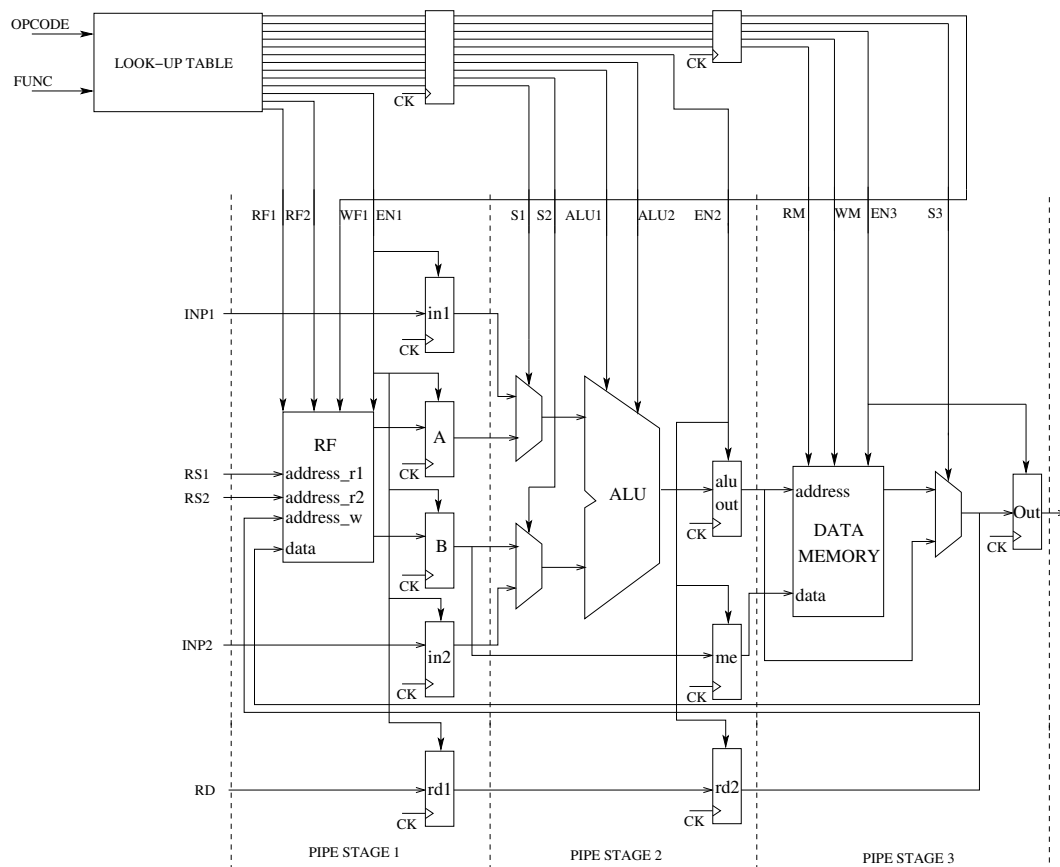 OPCODE
LOOK-UP TABLE
FUNC
CK
CK
RF1 RF2 WF1 EN1 S1 S2 ALU1 ALU2 EN2 RM WM EN3 S3
INP1
in1
CK
RF
A
CK
RS1 address_r1
RS2 address_r2
address_w
data
B
CK
ALU
alu
out
CK
address
DATA
MEMORY
data
Out
CK
INP2
in2
CK
me
CK
RD
rd1
CK
rd2
CK
PIPE STAGE 1
PIPE STAGE 2
PIPE STAGE 3